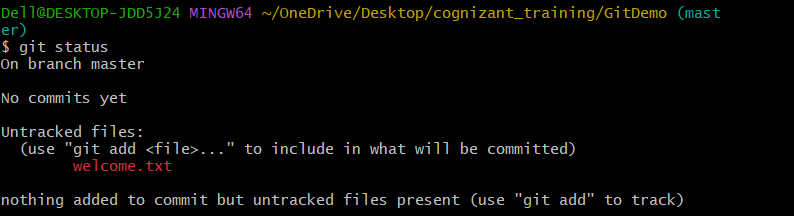 Dell@DESKTOP-JDD5J24 MINGW64 ~/OneDrive/Desktop/cognizant_training/GitDemo (mast
er)
$ git status
On branch master
No commits yet
Untracked files:
  (use "git add <file>..." to include in what will be committed)
        welcome.txt
nothing added to commit but untracked files present (use "git add" to track)